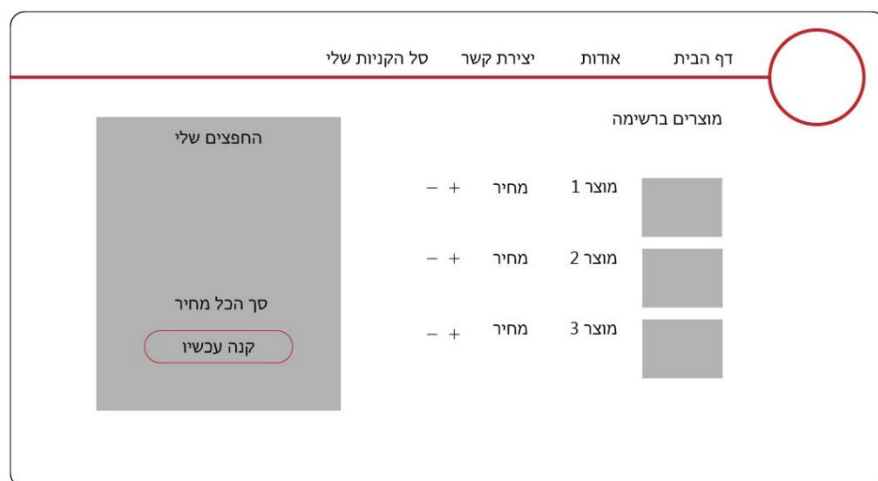 דף הבית אודות יצירת קשר סל הקניות שלי
מוצרים ברשימה
מוצר 1 מחיר + −
מוצר 2 מחיר + −
מוצר 3 מחיר + −
החפצים שלי
סך הכל מחיר
קנה עכשיו